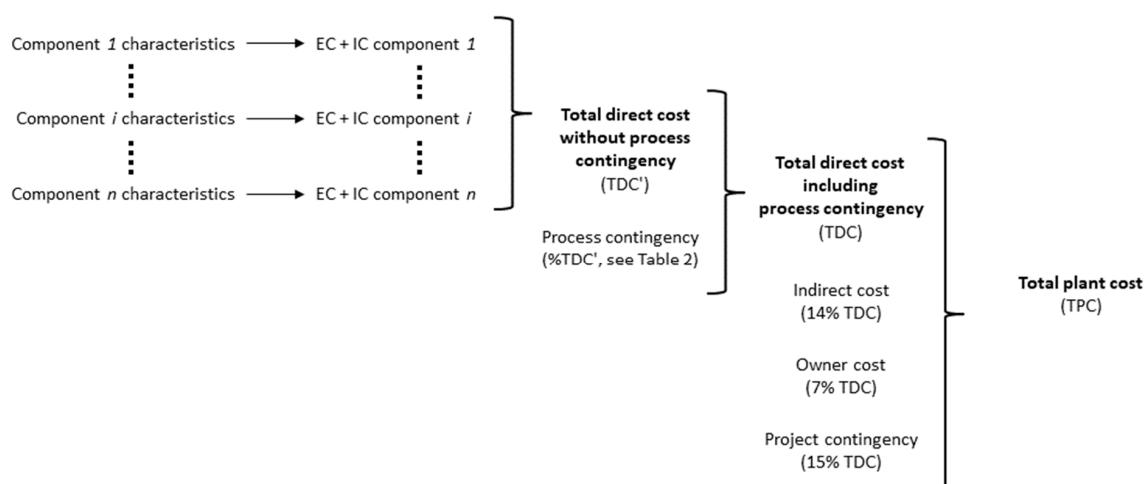 Component 1 characteristics
EC + IC component 1
Component i characteristics
EC + IC component i
Component n characteristics
EC + IC component n
Total direct cost
without process
contingency
(TDC')
Process contingency
(%TDC', see Table 2)
Total direct cost
including
process contingency
(TDC)
Indirect cost
(14% TDC)
Owner cost
(7% TDC)
Project contingency
(15% TDC)
Total plant cost
(TPC)